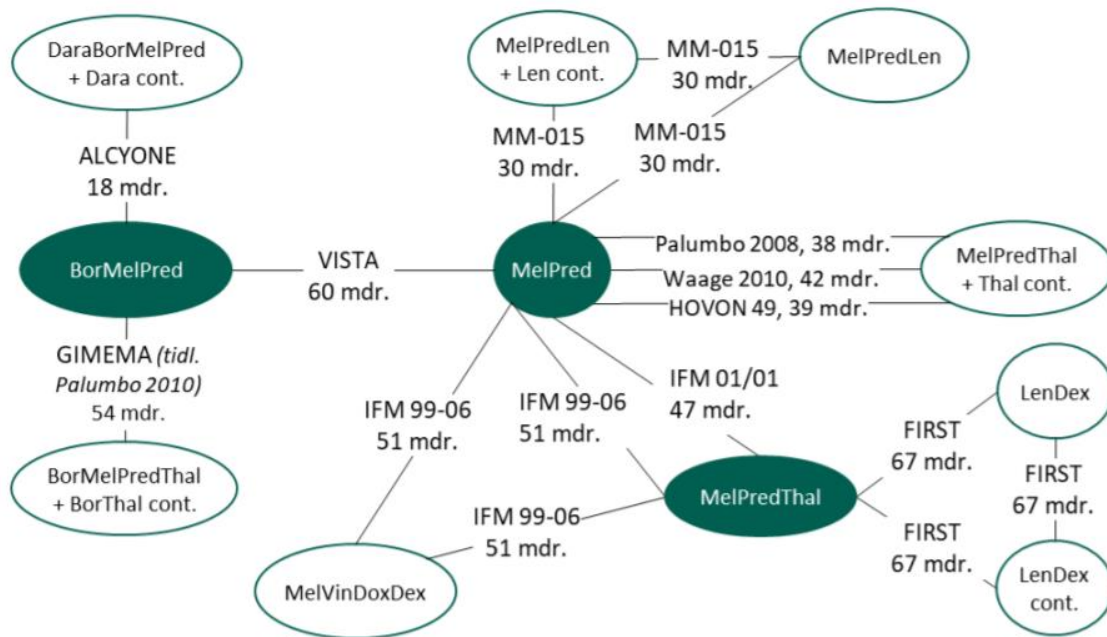 DaraBorMelPred
+ Dara cont.
MelPredLen
+ Len cont.
MM-015
30 mdr.
MelPredLen
ALCYONE
18 mdr.
MM-015
30 mdr.
MM-015
30 mdr.
BorMelPred
VISTA
60 mdr.
MelPred
Palumbo 2008, 38 mdr.
Waage 2010, 42 mdr.
HOVON 49, 39 mdr.
MelPredThal
+ Thal cont.
GIMEMA (tidl.
Palumbo 2010)
54 mdr.
BorMelPredThal
+ BorThal cont.
IFM 99-06
51 mdr.
IFM 99-06
51 mdr.
IFM 01/01
47 mdr.
LenDex
FIRST
67 mdr.
FIRST
67 mdr.
MelPredThal
IFM 99-06
51 mdr.
FIRST
67 mdr.
MelVinDoxDex
LenDex
cont.